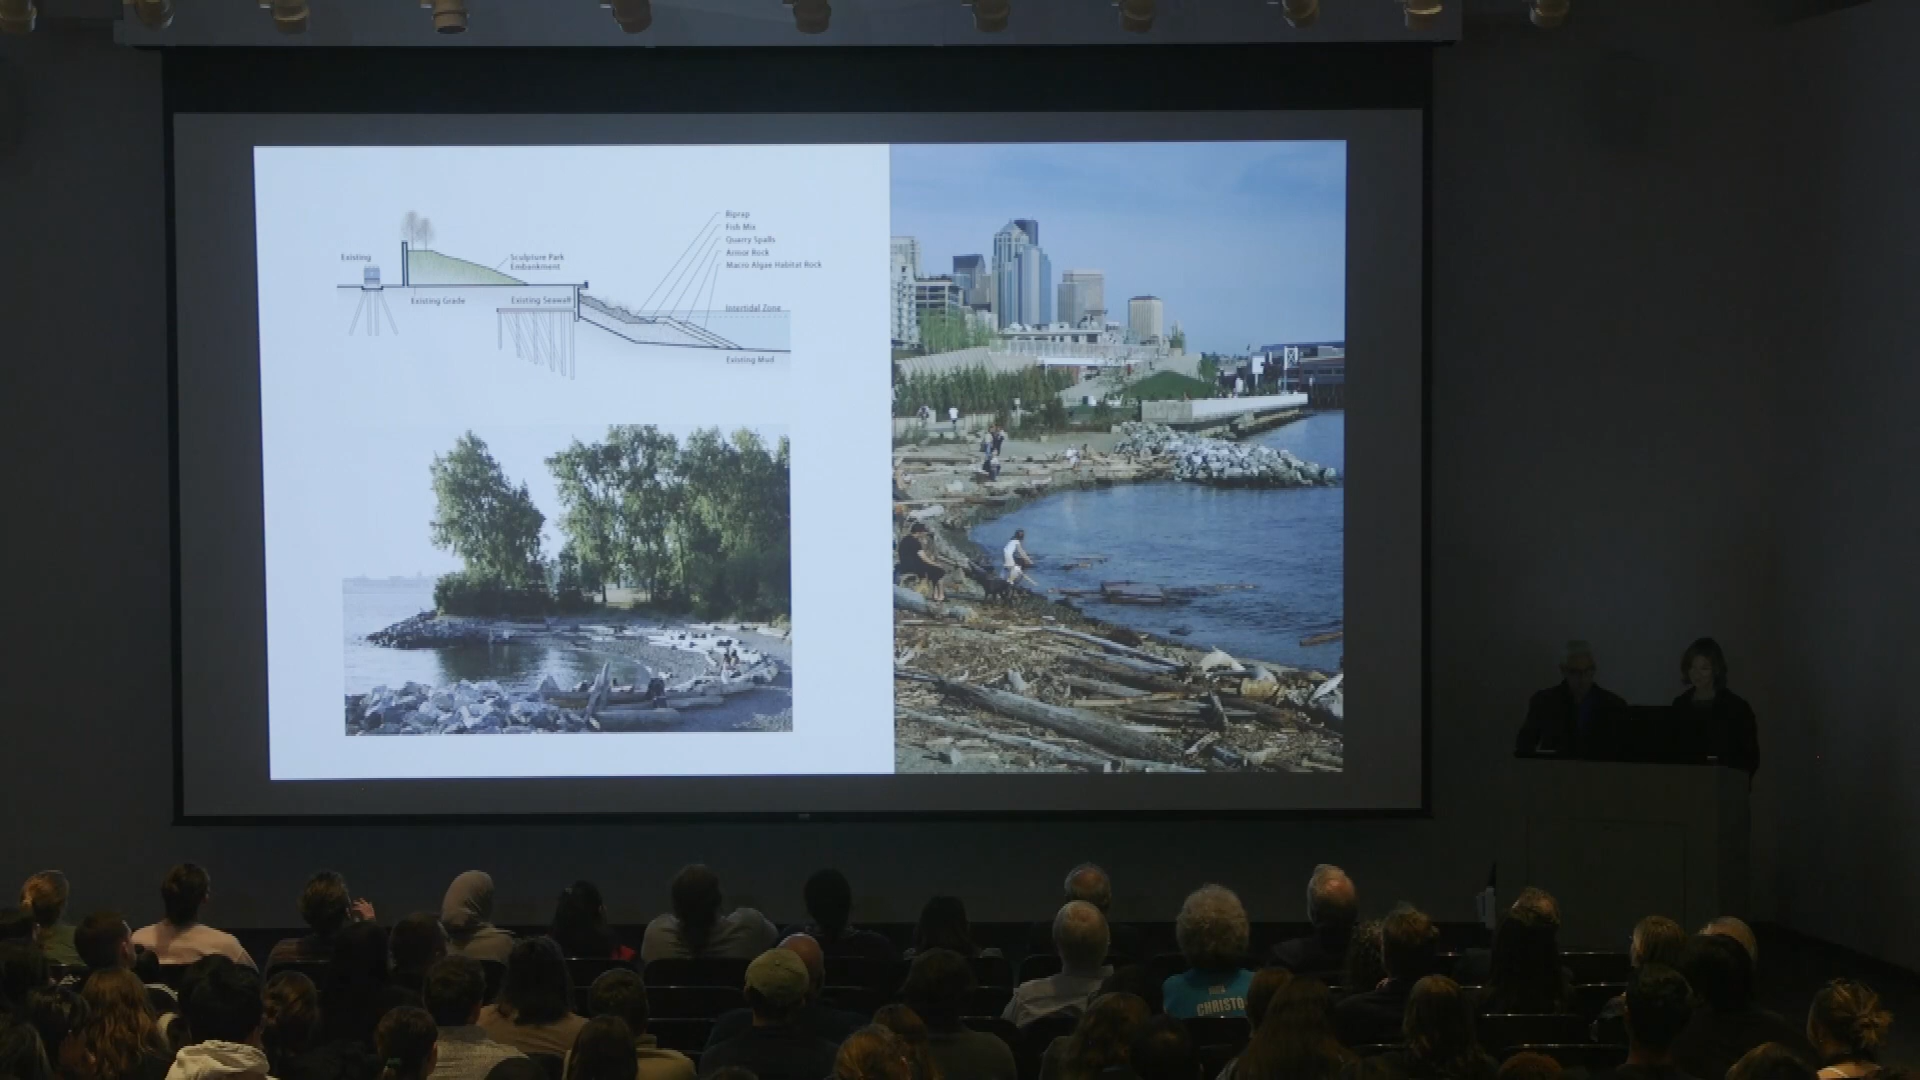 Riprap
Fish Mix
Quarry Spalls
Armor Rock
Macro Algae Habitat Rock
Existing
Sculpture Park
Embankment
Existing Grade
Existing Seawall
Intertidal Zone
Existing Mud
CHRISTO